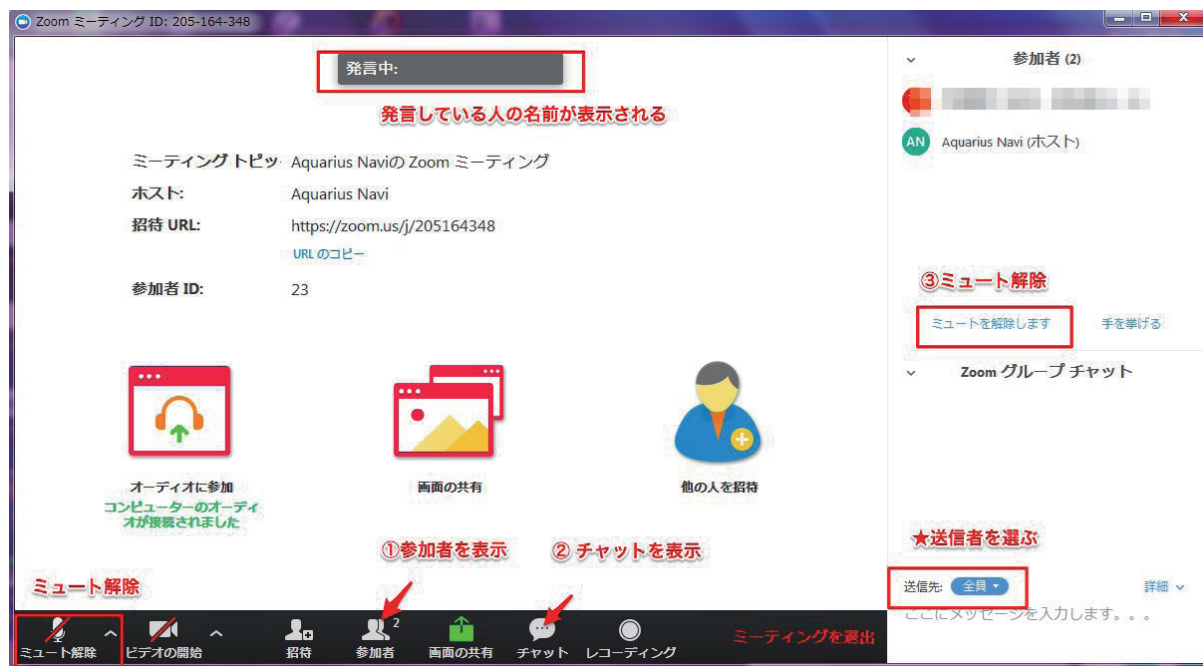 Zoom ミーティング ID: 205-164-348
発言中:
発言している人の名前が表示される
ミーティング トピッ
Aquarius Naviの Zoom ミーティング
ホスト:
Aquarius Navi
招待 URL:
https://zoom.us/j/205164348
URL のコピー
参加者 ID:
23
オーディオに参加
コンピューターのオーディ
オが接続されました
画面の共有
他の人を招待
①参加者を表示
② チャットを表示
ミュート解除
ミュート解除
ビデオの開始
招待
2
参加者
画面の共有
チャット
レコーディング
ミーティングを退出
参加者 (2)
AN
Aquarius Navi (ホスト)
③ミュート解除
ミュートを解除します
手を挙げる
Zoom グループ チャット
★送信者を選ぶ
送信先: 全員
詳細
ここにメッセージを入力します。。。